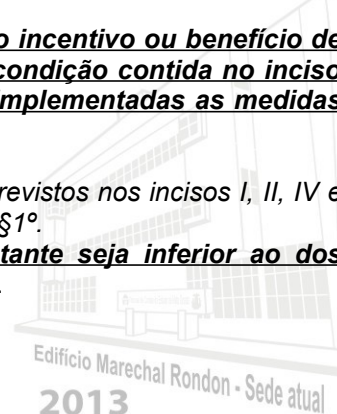 o incentivo ou benefício de
condição contida no inciso
implementadas as medidas
revistos nos incisos I, II, IV e
§1º.
tante seja inferior ao dos
.
Edifício Marechal Rondon - Sede atual
2013